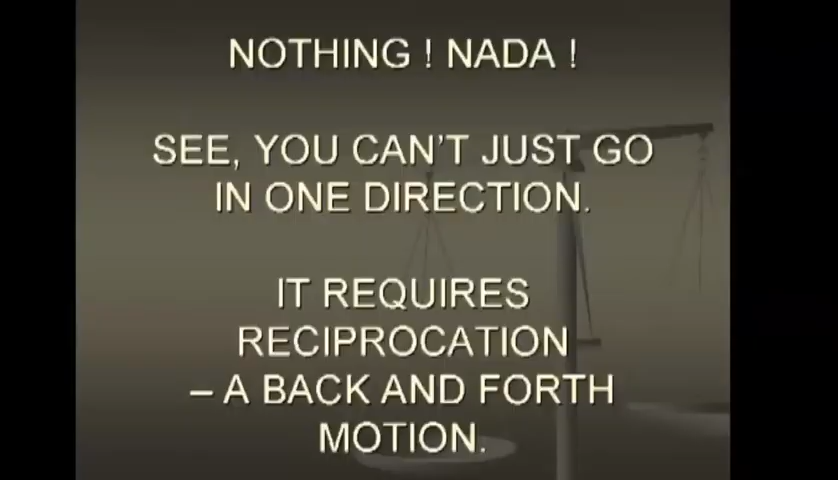 NOTHING ! NADA !
SEE, YOU CAN'T JUST GO
IN ONE DIRECTION.
IT REQUIRES
RECIPROCATION
– A BACK AND FORTH
MOTION.